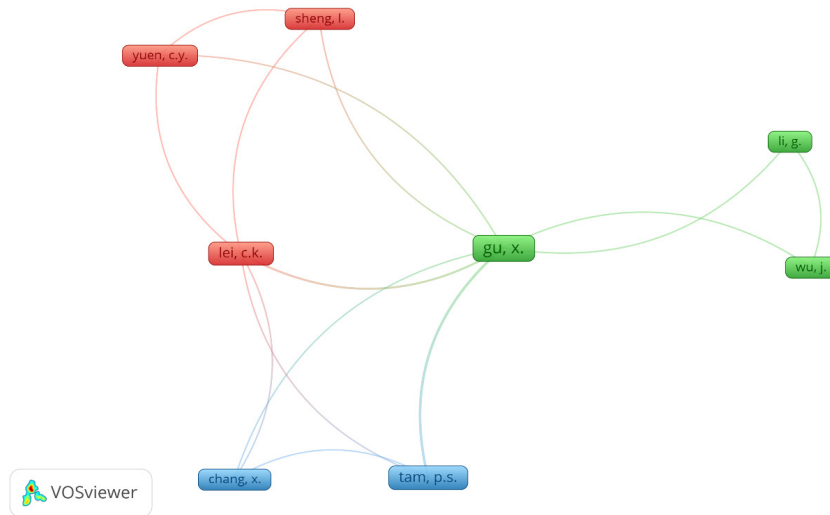 sheng, l.
yuen, c.y.
li, g.
gu, x.
lei, c.k.
wu, j.
chang, x.
tam, p.s.
VOSviewer